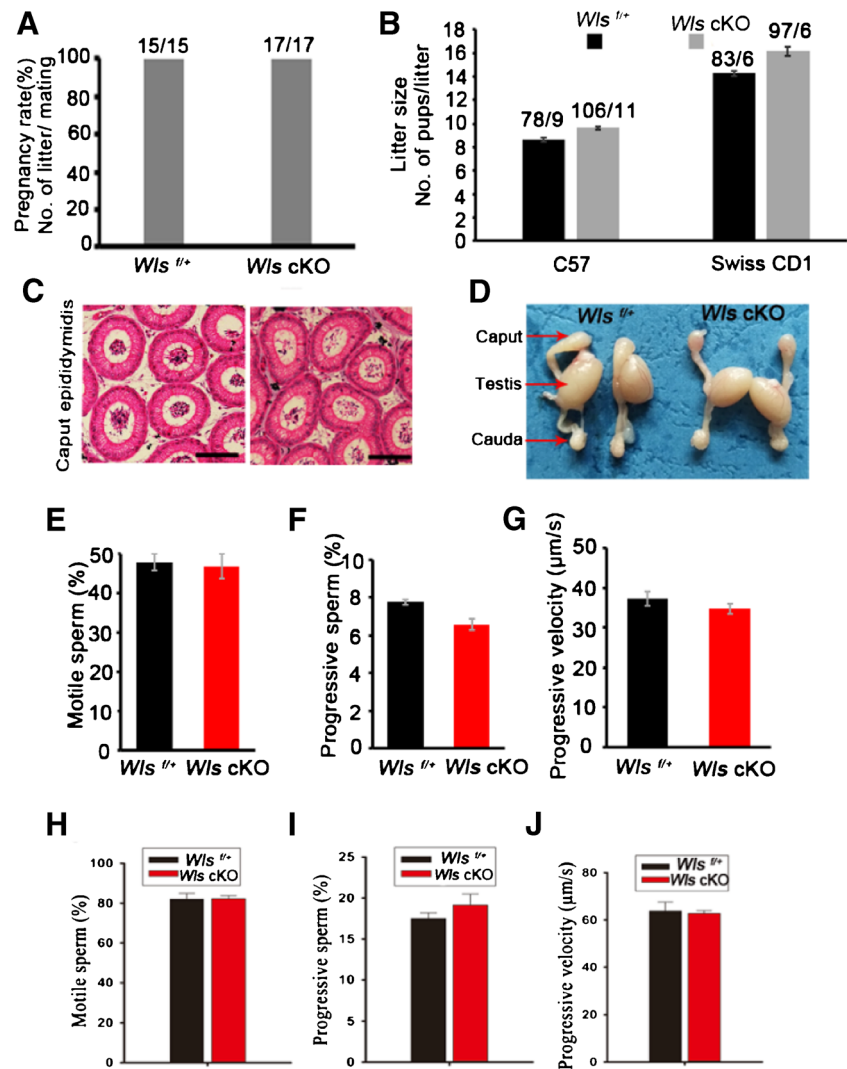 A
Pregnancy rate(%)
No. of litter/ mating
100
80
60
40
20
0
15/15
17/17
Wls f/+
Wls cKO
B
Litter size
No. of pups/litter
18
16
14
12
10
8
6
4
2
0
Wls f/+
Wls cKO
78/9
106/11
83/6
97/6
C57
Swiss CD1
C
Caput epididymidis
D
Wls f/+
Wls cKO
Caput
Testis
Cauda
E
Motile sperm (%)
50
40
30
20
10
0
Wls f/+
Wls cKO
F
Progressive sperm (%)
10
8
6
4
2
0
Wls f/+
Wls cKO
G
Progressive velocity (μm/s)
50
40
30
20
10
0
Wls f/+
Wls cKO
H
Motile sperm (%)
100
80
60
40
20
0
Wls f/+
Wls cKO
I
Progressive sperm (%)
25
20
15
10
5
0
Wls f/+
Wls cKO
J
Progressive velocity (μm/s)
80
60
40
20
0
Wls f/+
Wls cKO